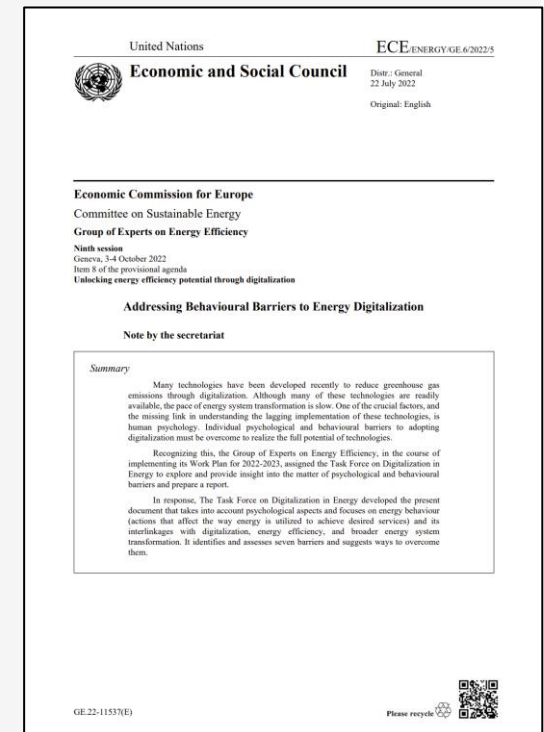 United Nations
ECE/ENERGY/GE.6/2022/5
Economic and Social Council
Distr.: General
22 July 2022
Original: English
Economic Commission for Europe
Committee on Sustainable Energy
Group of Experts on Energy Efficiency
Ninth session
Geneva, 3-4 October 2022
Item 8 of the provisional agenda
Unlocking energy efficiency potential through digitalization
Addressing Behavioural Barriers to Energy Digitalization
Note by the secretariat
Summary
Many technologies have been developed recently to reduce greenhouse gas
emissions through digitalization. Although many of these technologies are readily
available, the pace of energy system transformation is slow. One of the crucial factors, and
the missing link in understanding the lagging implementation of these technologies, is
human psychology. Individual psychological and behavioural barriers to adopting
digitalization must be overcome to realize the full potential of technologies.
Recognizing this, the Group of Experts on Energy Efficiency, in the course of
implementing its Work Plan for 2022-2023, assigned the Task Force on Digitalization in
Energy to explore and provide insight into the matter of psychological and behavioural
barriers and prepare a report.
In response, The Task Force on Digitalization in Energy developed the present
document that takes into account psychological aspects and focuses on energy behaviour
(actions that affect the way energy is utilized to achieve desired services) and its
interlinkages with digitalization, energy efficiency, and broader energy system
transformation. It identifies and assesses seven barriers and suggests ways to overcome
them.
GE.22-11537(E)
Please recycle